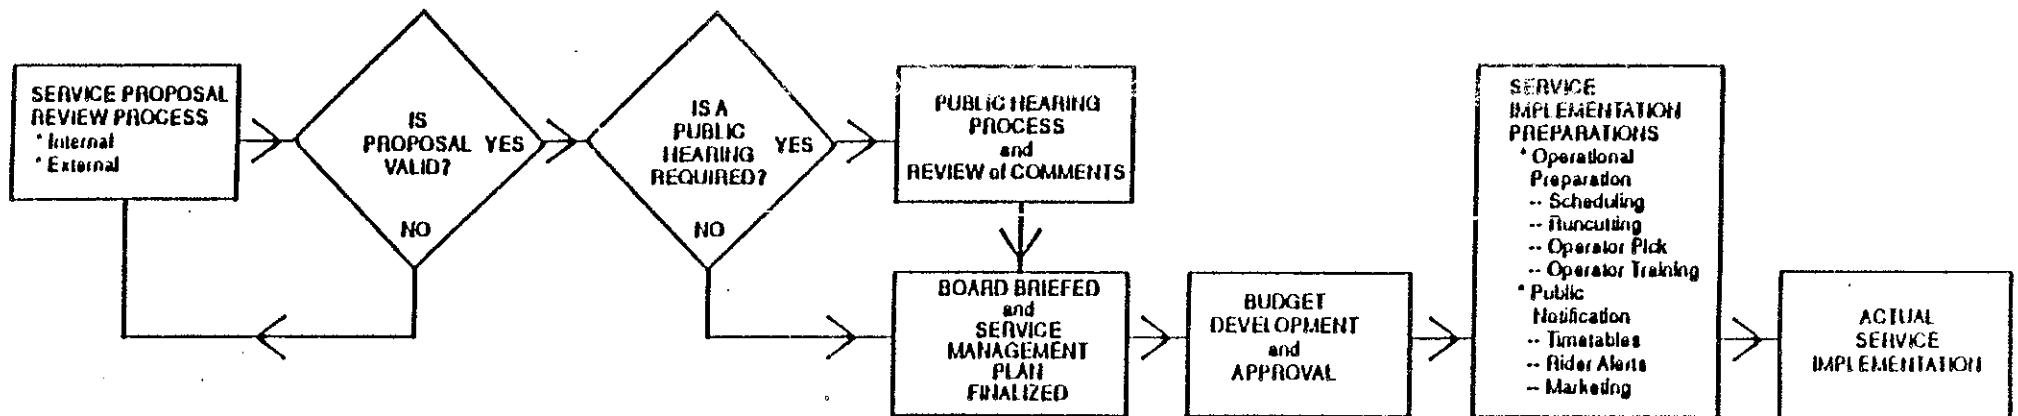 SERVICE PROPOSAL
REVIEW PROCESS
* Internal
* External
IS
PROPOSAL YES
VALID?
NO
IS A
PUBLIC
HEARING YES
REQUIRED?
NO
PUBLIC HEARING
PROCESS
and
REVIEW of COMMENTS
BOARD BRIEFED
and
SERVICE
MANAGEMENT
PLAN
FINALIZED
BUDGET
DEVELOPMENT
and
APPROVAL
SERVICE
IMPLEMENTATION
PREPARATIONS
* Operational
Preparation
-- Scheduling
-- Runcutting
-- Operator Pick
-- Operator Training
* Public
Notification
-- Timetables
-- Rider Alerts
-- Marketing
ACTUAL
SERVICE
IMPLEMENTATION